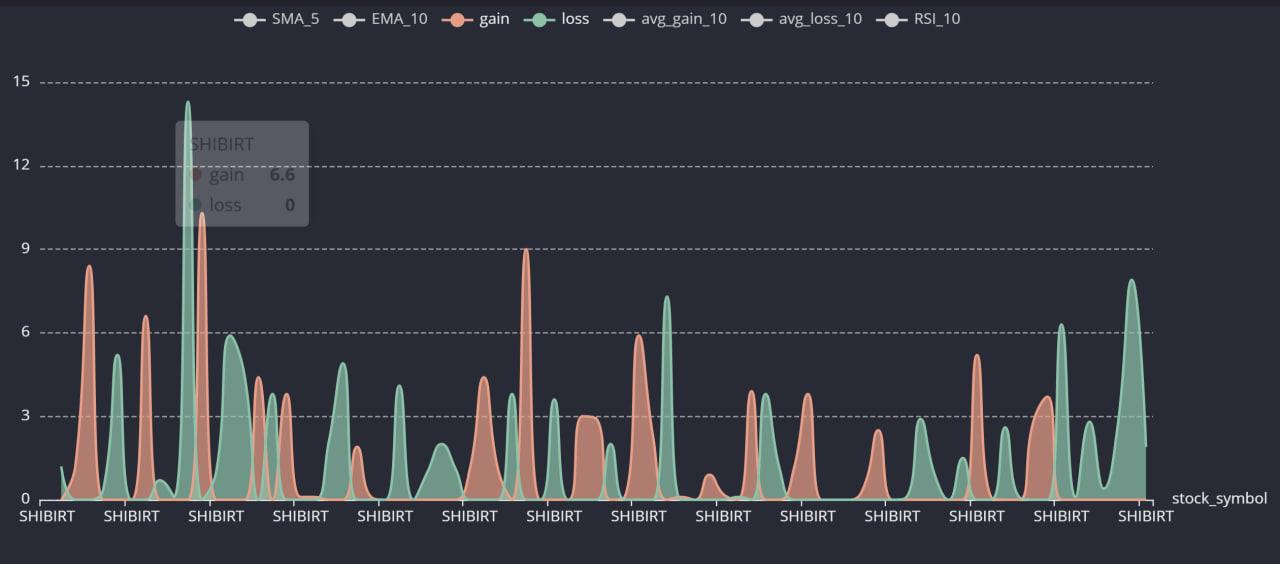 SMA_5 EMA_10 gain loss avg_gain_10 avg_loss_10 RSI_10
15
SHIBIRT
12
gain 6.6
loss 0
9
6
3
0
stock_symbol
SHIBIRT SHIBIRT SHIBIRT SHIBIRT SHIBIRT SHIBIRT SHIBIRT SHIBIRT SHIBIRT SHIBIRT SHIBIRT SHIBIRT SHIBIRT SHIBIRT